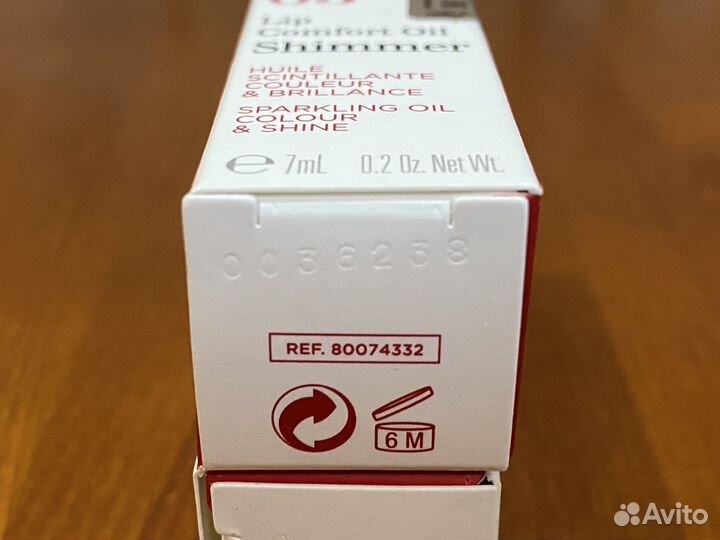 Lip
Comfort Oil
Shimmer
HUILE
SCINTILLANTE
COULEUR
& BRILLANCE
SPARKLING OIL
COLOUR
& SHINE
℮ 7mL 0.2 Oz. Net Wt.
0036238
REF. 80074332
6 M
Avito